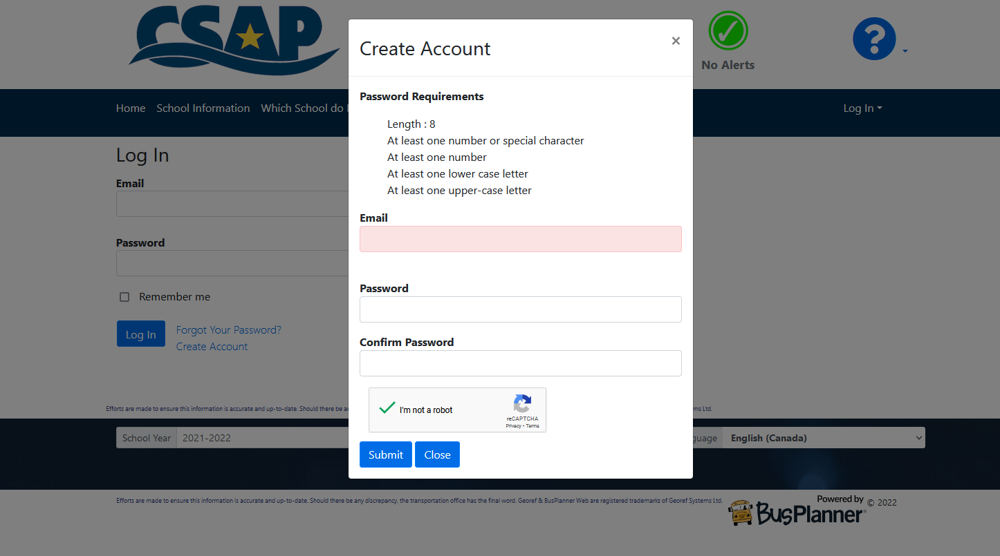 CSAP
No Alerts
?
Home School Information Which School do
Log In
Log In
Email
Password
Remember me
Log In
Forgot Your Password?
Create Account
Create Account
×
Password Requirements
Length : 8
At least one number or special character
At least one number
At least one lower case letter
At least one upper-case letter
Email
Password
Confirm Password
I'm not a robot
reCAPTCHA
Privacy - Terms
Submit Close
Efforts are made to ensure this information is accurate and up-to-date. Should there be
ms Ltd.
School Year 2021-2022
guage English (Canada)
Efforts are made to ensure this information is accurate and up-to-date. Should there be any discrepancy, the transportation office has the final word. Georef & BusPlanner Web are registered trademarks of Georef Systems Ltd.
Powered by
BusPlanner
© 2022